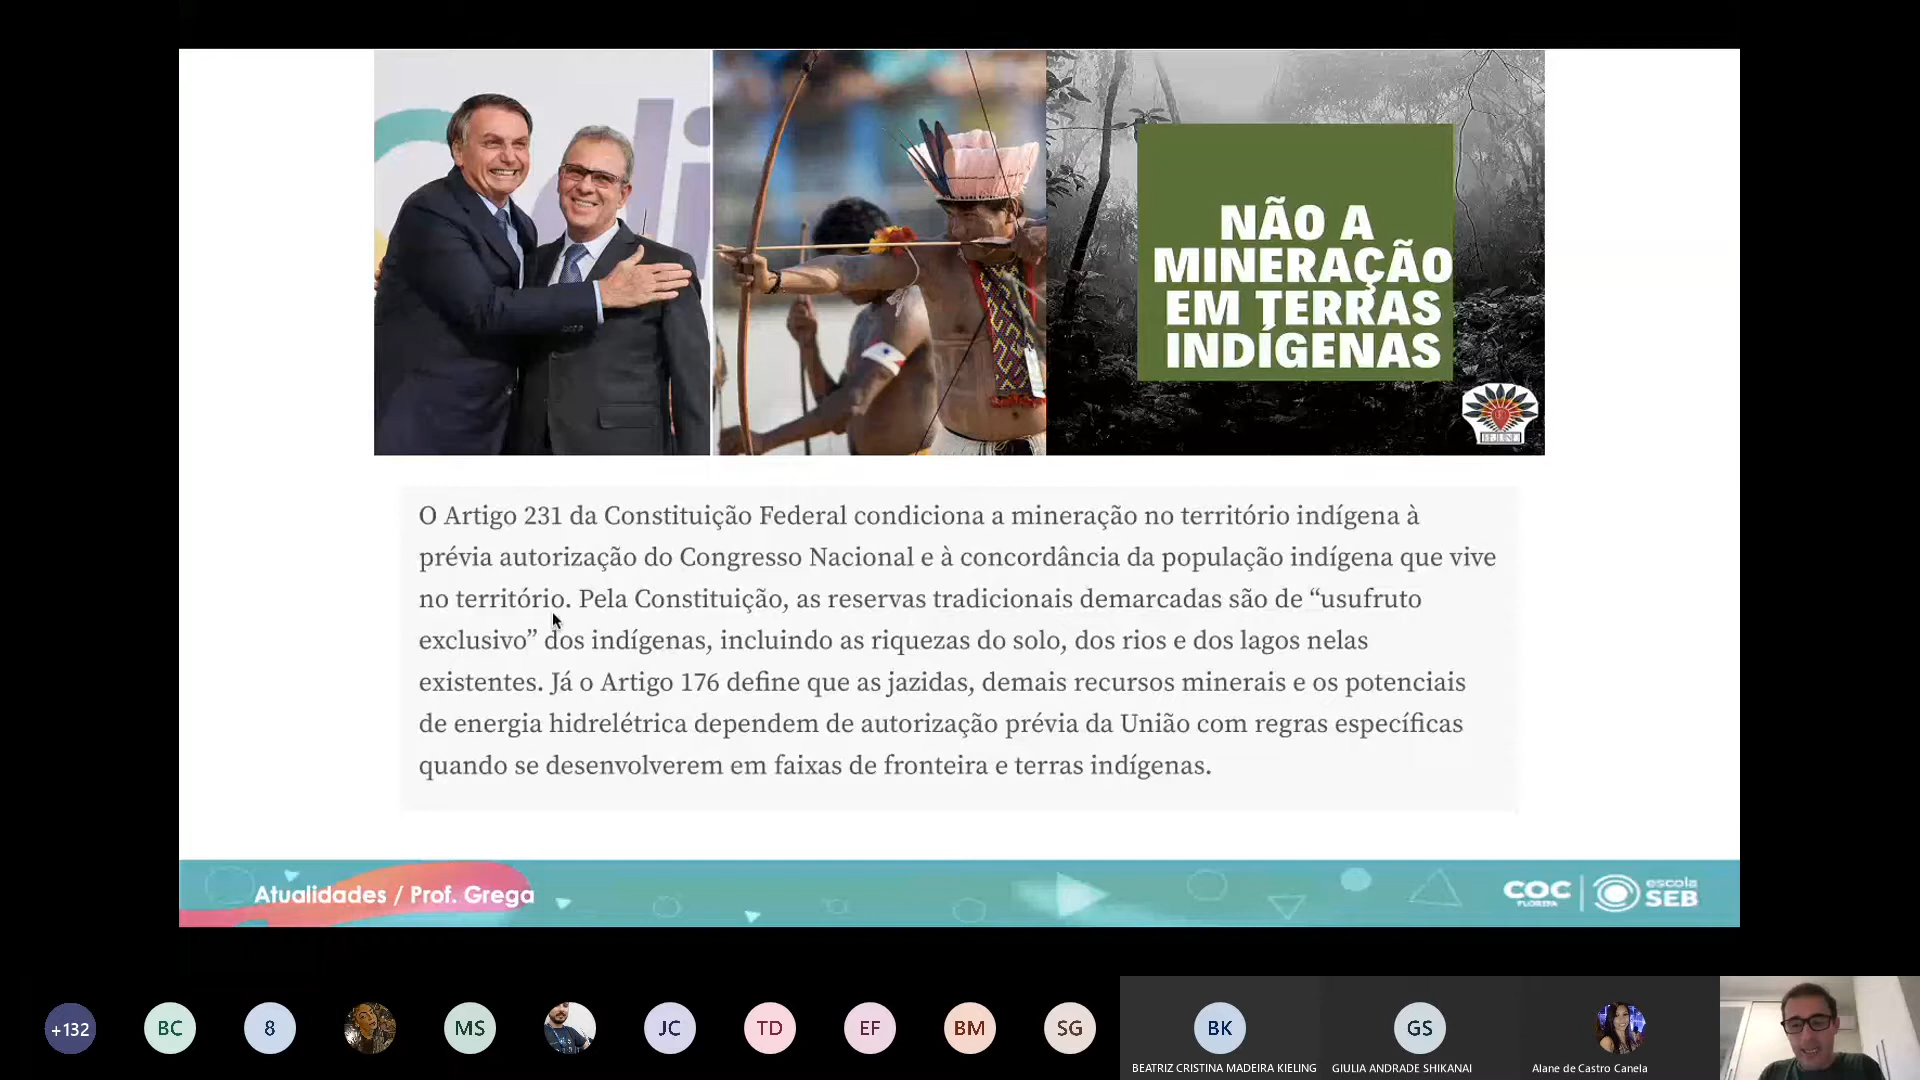 NÃO A
MINERAÇÃO
EM TERRAS
INDÍGENAS
O Artigo 231 da Constituição Federal condiciona a mineração no território indígena à
prévia autorização do Congresso Nacional e à concordância da população indígena que vive
no território. Pela Constituição, as reservas tradicionais demarcadas são de “usufruto
exclusivo” dos indígenas, incluindo as riquezas do solo, dos rios e dos lagos nelas
existentes. Já o Artigo 176 define que as jazidas, demais recursos minerais e os potenciais
de energia hidrelétrica dependem de autorização prévia da União com regras específicas
quando se desenvolverem em faixas de fronteira e terras indígenas.
Atualidades / Prof. Grega
COC
FLORIPA
escola
SEB
+132
BC
8
MS
JC
TD
EF
BM
SG
BK
GS
BEATRIZ CRISTINA MADEIRA KIELING
GIULIA ANDRADE SHIKANAI
Alane de Castro Canela